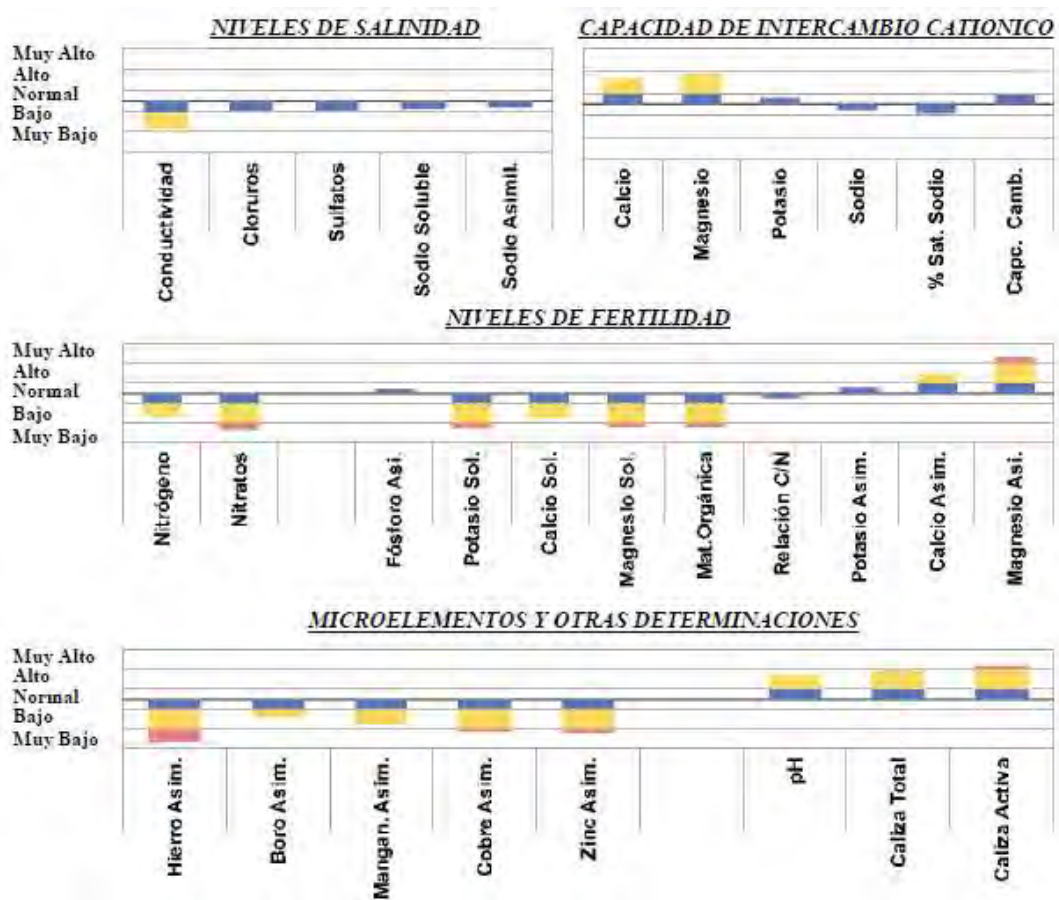 NIVELES DE SALINIDAD
Muy Alto
Alto
Normal
Bajo
Muy Bajo
Conductividad
Cloruros
Sulfatos
Sodio Soluble
Sodio Asimil.
CAPACIDAD DE INTERCAMBIO CATIONICO
Calcio
Magnesio
Potasio
Sodio
% Sat. Sodio
Capc. Camb.
NIVELES DE FERTILIDAD
Muy Alto
Alto
Normal
Bajo
Muy Bajo
Nitrógeno
Nitratos
Fósforo Asi.
Potasio Sol.
Calcio Sol.
Magnesio Sol.
Mat.Orgánica
Relación C/N
Potasio Asim.
Calcio Asim.
Magnesio Asi.
MICROELEMENTOS Y OTRAS DETERMINACIONES
Muy Alto
Alto
Normal
Bajo
Muy Bajo
Hierro Asim.
Boro Asim.
Mangan. Asim.
Cobre Asim.
Zinc Asim.
pH
Caliza Total
Caliza Activa